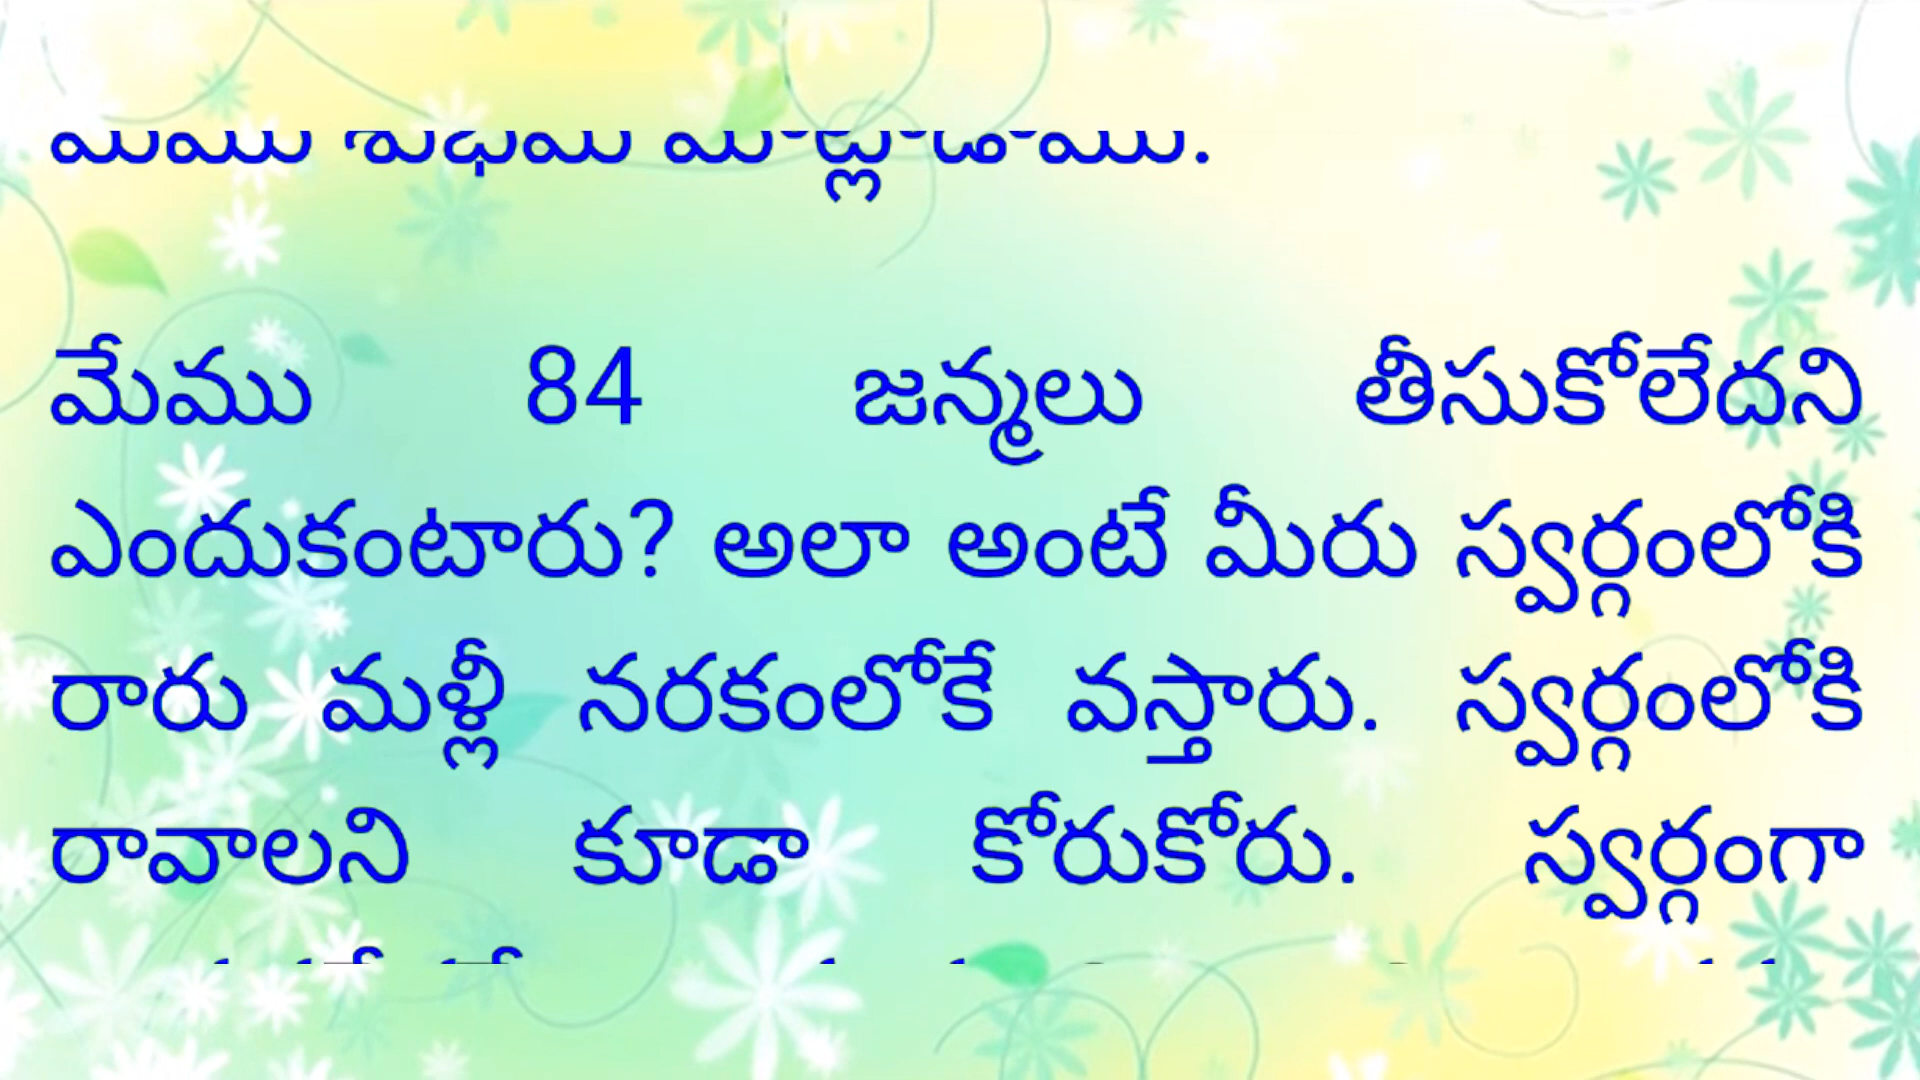 మేము 84 జన్మలు తీసుకోలేదని
ఎందుకంటారు? అలా అంటే మీరు స్వర్గంలోకి
రారు మళ్లీ నరకంలోకే వస్తారు. స్వర్గంలోకి
రావాలని కూడా కోరుకోరు. స్వర్గంగా